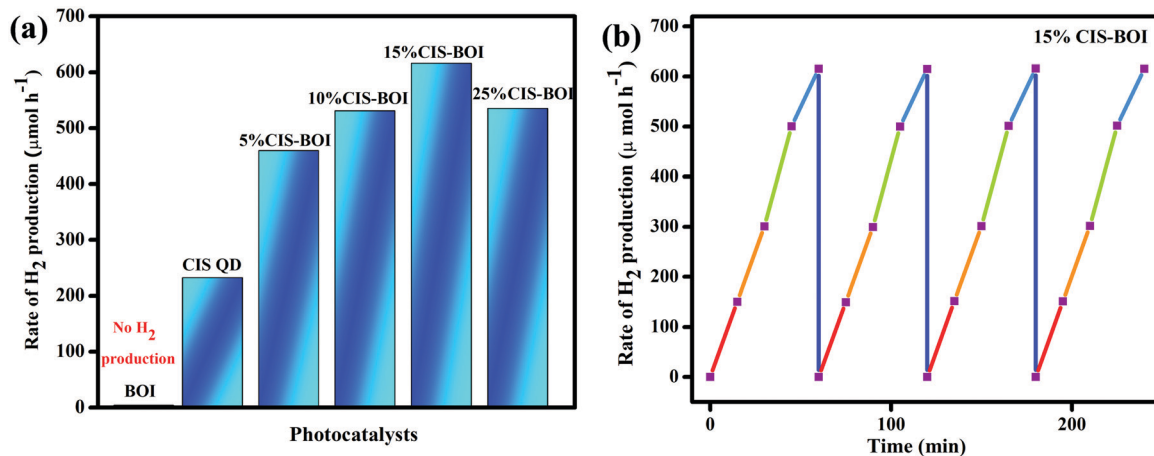 (a)
Rate of H2 production (μmol h-1)
700
600
500
400
300
200
100
0
No H2
production
BOI
CIS QD
5%CIS-BOI
10%CIS-BOI
15%CIS-BOI
25%CIS-BOI
Photocatalysts
(b)
15% CIS-BOI
Rate of H2 production (μ mol h-1)
700
600
500
400
300
200
100
0
0
100
200
Time (min)